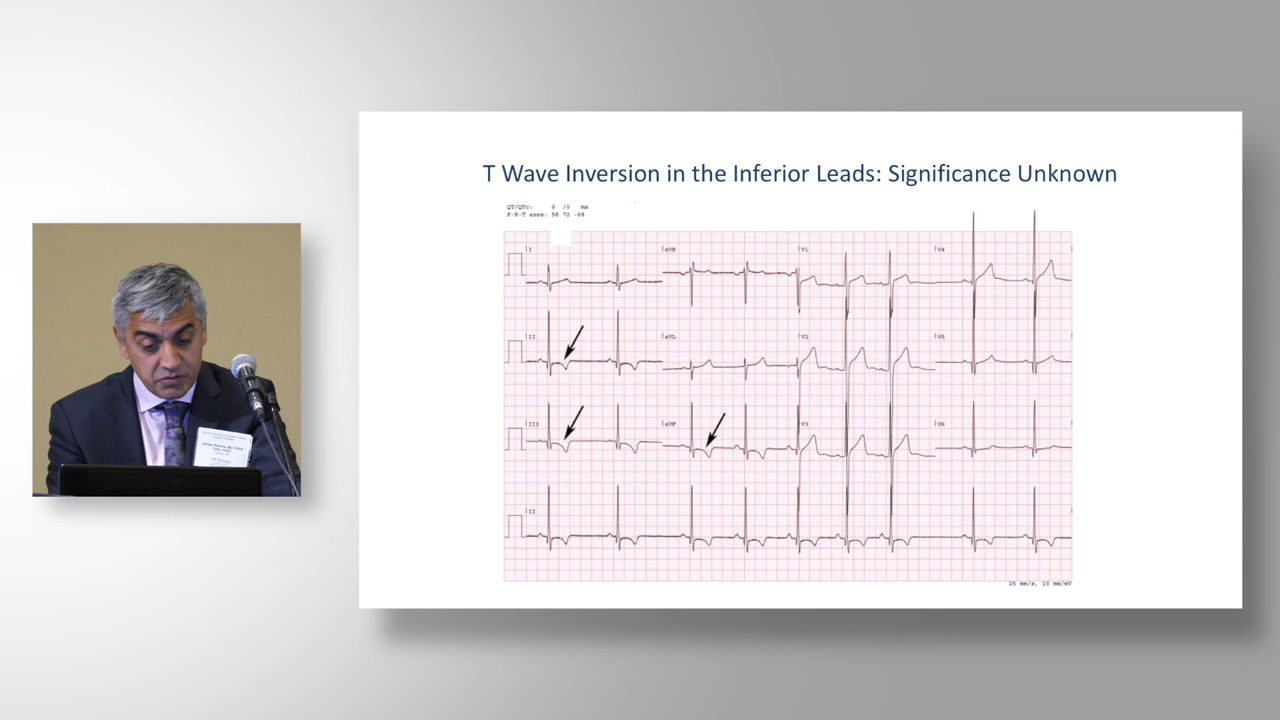 T Wave Inversion in the Inferior Leads: Significance Unknown
QT/QTc: 0 /0 ms
P-R-T axes: 56 72 -68
I aVR V1 V4
II aVL V2 V5
III aVF V3 V6
II
25 mm/s, 10 mm/mV